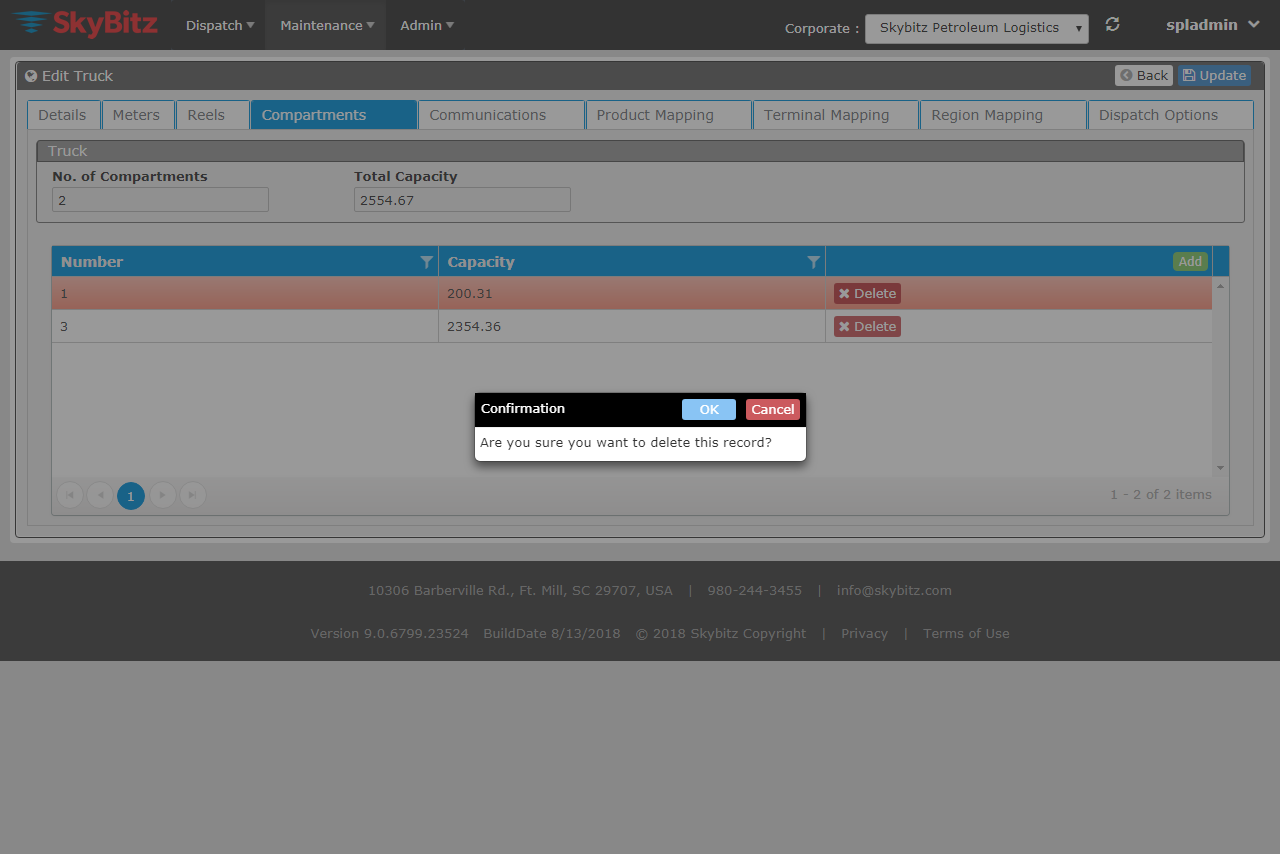 SkyBitz Dispatch Maintenance Admin Corporate : Skybitz Petroleum Logistics spladmin
Edit Truck Back Update
Details Meters Reels Compartments Communications Product Mapping Terminal Mapping Region Mapping Dispatch Options
Truck
No. of Compartments Total Capacity
2 2554.67
Number Capacity Add
1 200.31 Delete
3 2354.36 Delete
Confirmation OK Cancel
Are you sure you want to delete this record?
1 1 - 2 of 2 items
10306 Barberville Rd., Ft. Mill, SC 29707, USA | 980-244-3455 | info@skybitz.com
Version 9.0.6799.23524 BuildDate 8/13/2018 © 2018 Skybitz Copyright | Privacy | Terms of Use